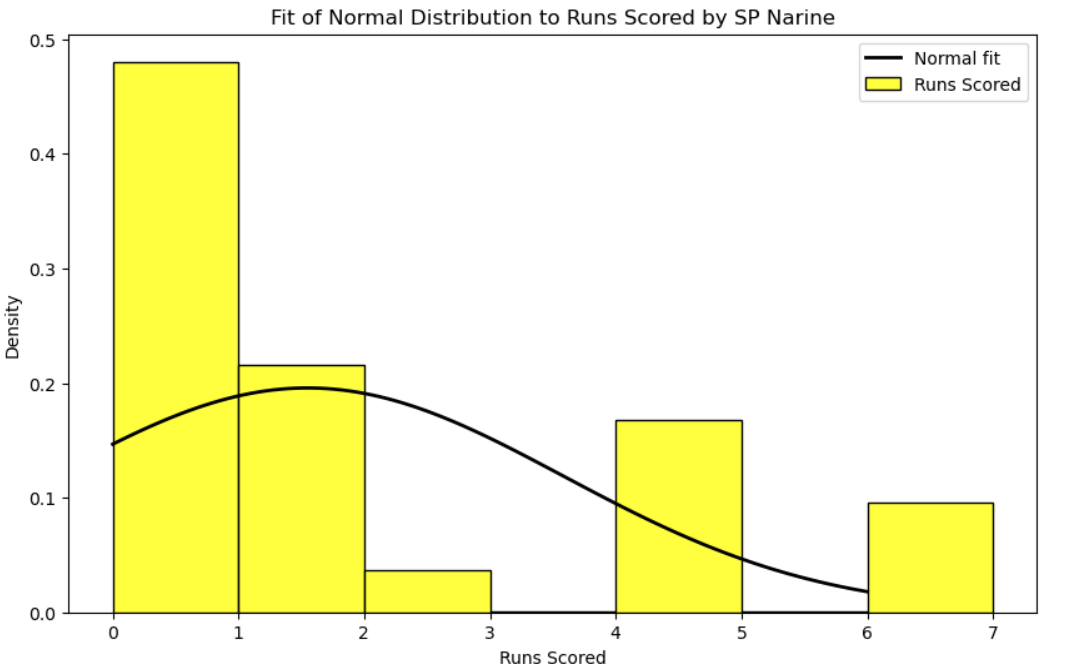 Fit of Normal Distribution to Runs Scored by SP Narine
Normal fit
Runs Scored
0.5
0.4
0.3
0.2
0.1
0.0
Density
0 1 2 3 4 5 6 7
Runs Scored